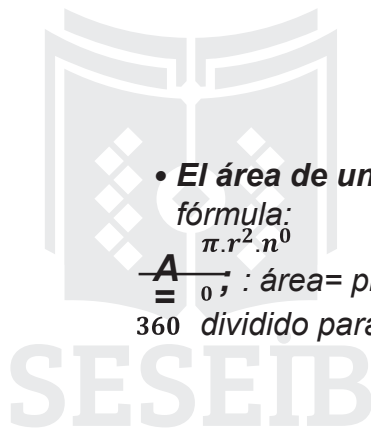 • El área de un
fórmula:
π.r².n⁰
A = ⁰; : área= p
360 dividido para
SESEIB